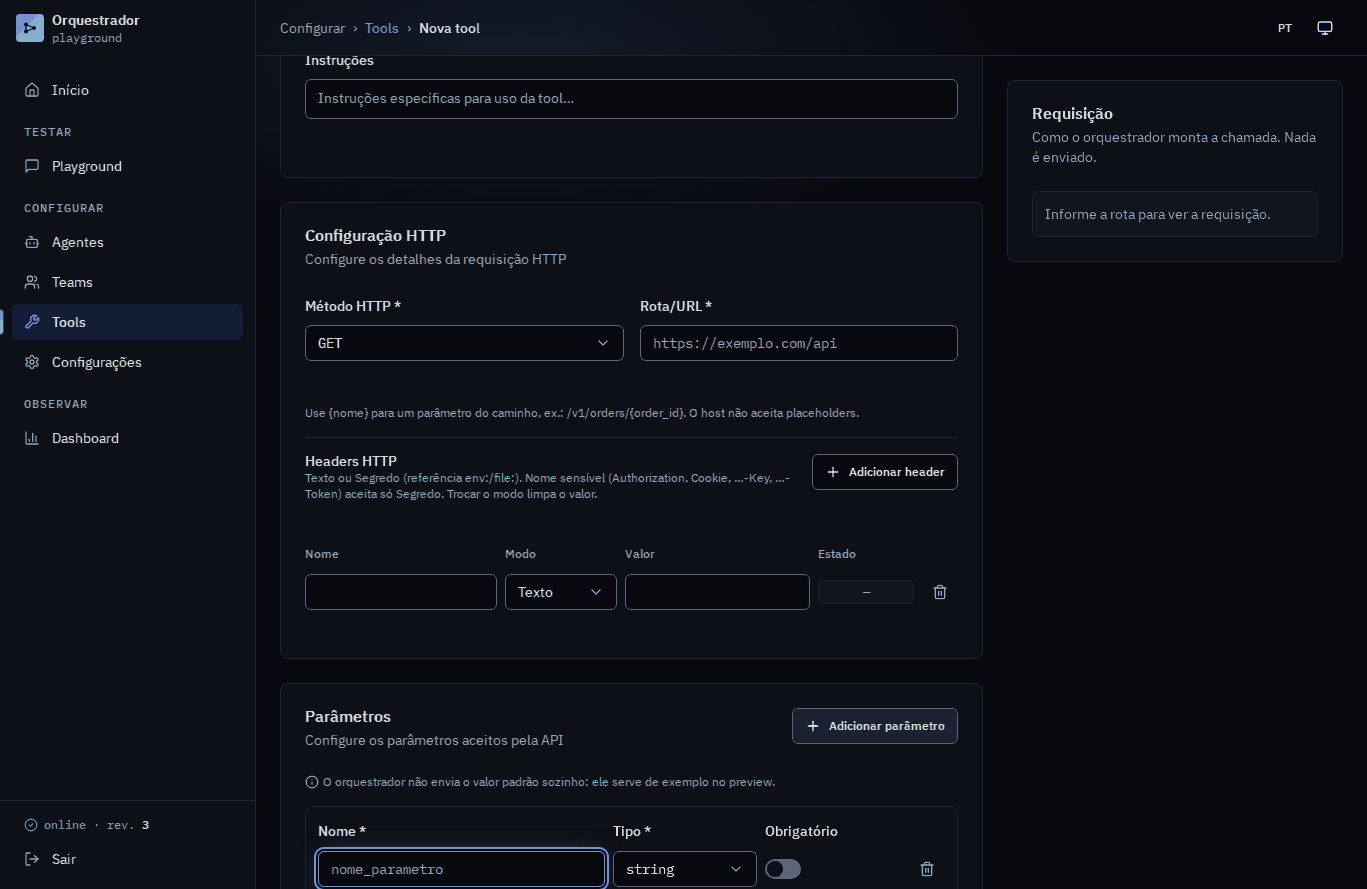 Orquestrador
playground
Configurar › Tools › Nova tool
PT
Início
TESTAR
Playground
CONFIGURAR
Agentes
Teams
Tools
Configurações
OBSERVAR
Dashboard
online · rev. 3
Sair
Instruções
Instruções específicas para uso da tool...
Configuração HTTP
Configure os detalhes da requisição HTTP
Método HTTP *
Rota/URL *
GET
https://exemplo.com/api
Use {nome} para um parâmetro do caminho, ex.: /v1/orders/{order_id}. O host não aceita placeholders.
Headers HTTP
Texto ou Segredo (referência env:/file:). Nome sensível (Authorization, Cookie, …-Key, …-
Token) aceita só Segredo. Trocar o modo limpa o valor.
Adicionar header
Nome
Modo
Valor
Estado
Texto
—
Parâmetros
Configure os parâmetros aceitos pela API
Adicionar parâmetro
O orquestrador não envia o valor padrão sozinho: ele serve de exemplo no preview.
Nome *
Tipo *
Obrigatório
nome_parametro
string
Requisição
Como o orquestrador monta a chamada. Nada
é enviado.
Informe a rota para ver a requisição.